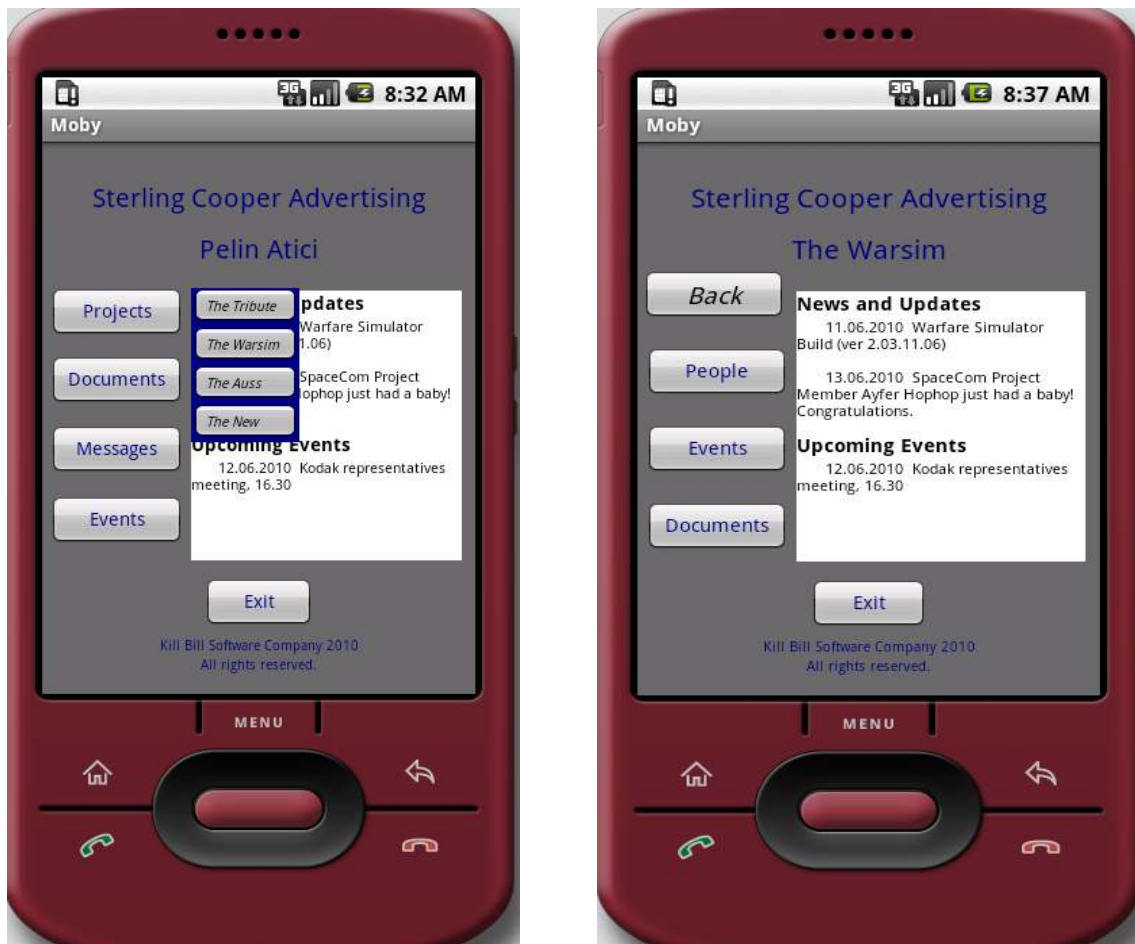 3G 8:32 AM
Moby
Sterling Cooper Advertising
Pelin Atici
Projects
Documents
Messages
Events
The Tribute
The Warsim
The Auss
The New
pdates
Warfare Simulator
1.06)
SpaceCom Project
ophop just had a baby!
Upcoming Events
12.06.2010 Kodak representatives
meeting, 16.30
Exit
Kill Bill Software Company 2010
All rights reserved.
MENU
3G 8:37 AM
Moby
Sterling Cooper Advertising
The Warsim
Back
People
Events
Documents
News and Updates
11.06.2010 Warfare Simulator
Build (ver 2.03.11.06)
13.06.2010 SpaceCom Project
Member Ayfer Hophop just had a baby!
Congratulations.
Upcoming Events
12.06.2010 Kodak representatives
meeting, 16.30
Exit
Kill Bill Software Company 2010
All rights reserved.
MENU